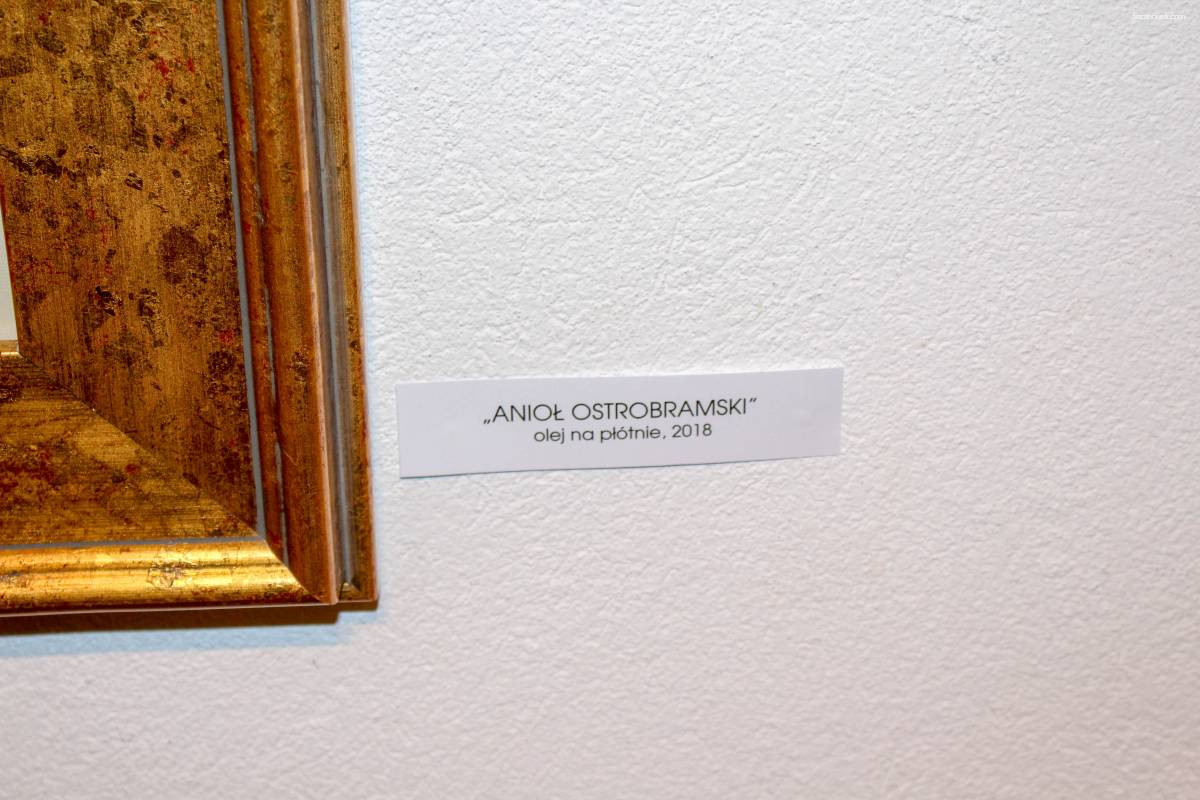 „ANIOŁ OSTROBRAMSKI”
olej na płótnie, 2018